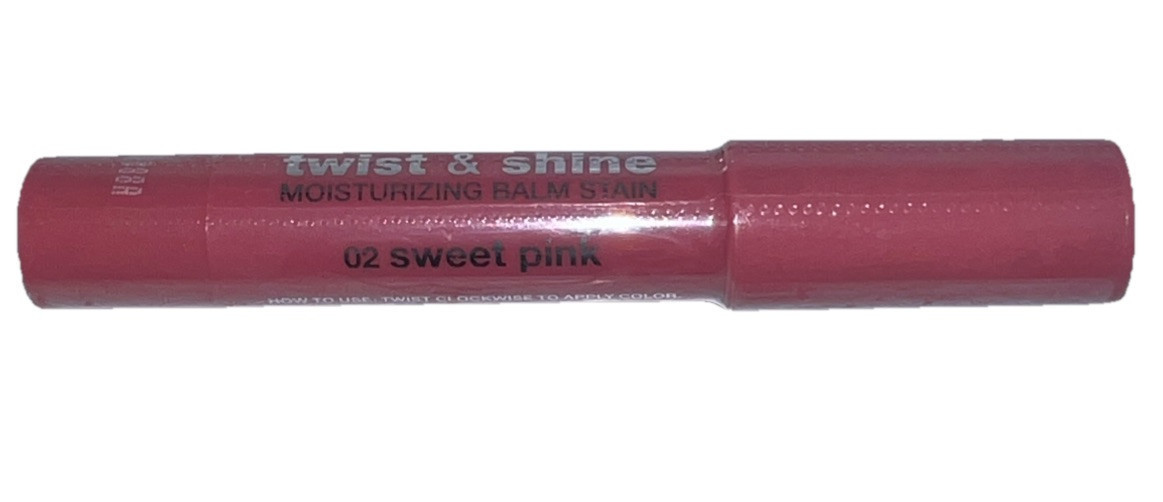 twist & shine
MOISTURIZING BALM STAIN
02 sweet pink
HOW TO USE: TWIST CLOCKWISE TO APPLY COLOR